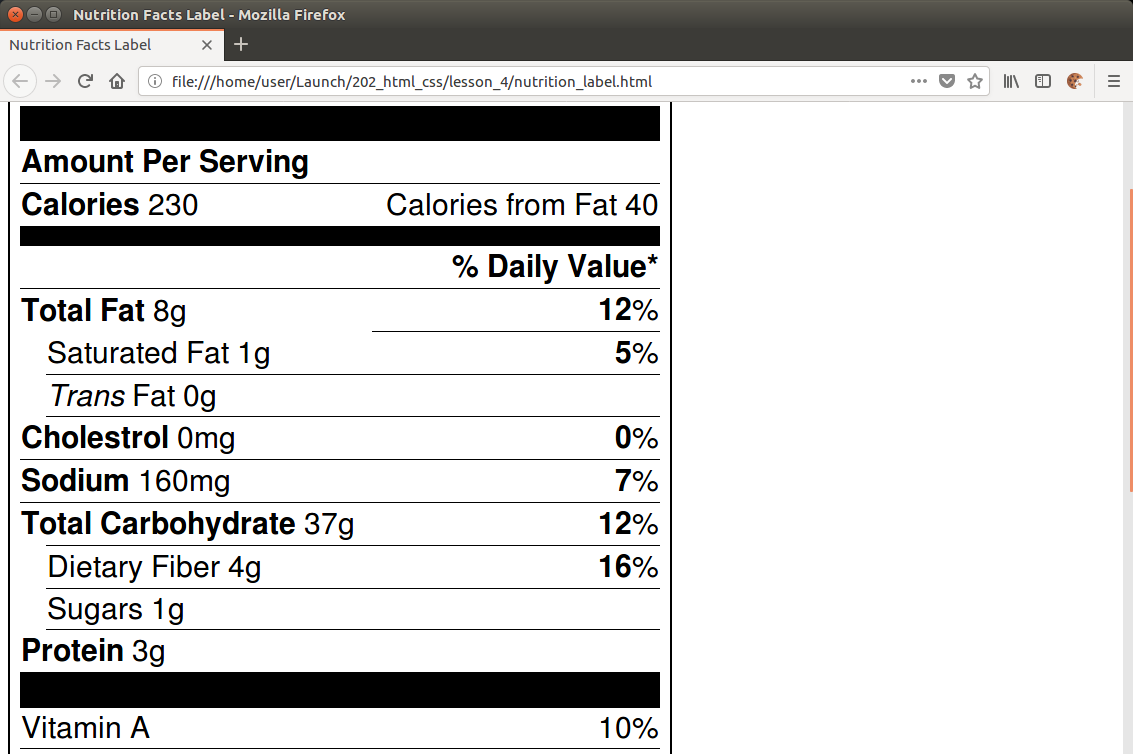 Nutrition Facts Label - Mozilla Firefox
Nutrition Facts Label
file:///home/user/Launch/202_html_css/lesson_4/nutrition_label.html
Amount Per Serving
Calories 230 Calories from Fat 40
% Daily Value*
Total Fat 8g 12%
Saturated Fat 1g 5%
Trans Fat 0g
Cholestrol 0mg 0%
Sodium 160mg 7%
Total Carbohydrate 37g 12%
Dietary Fiber 4g 16%
Sugars 1g
Protein 3g
Vitamin A 10%